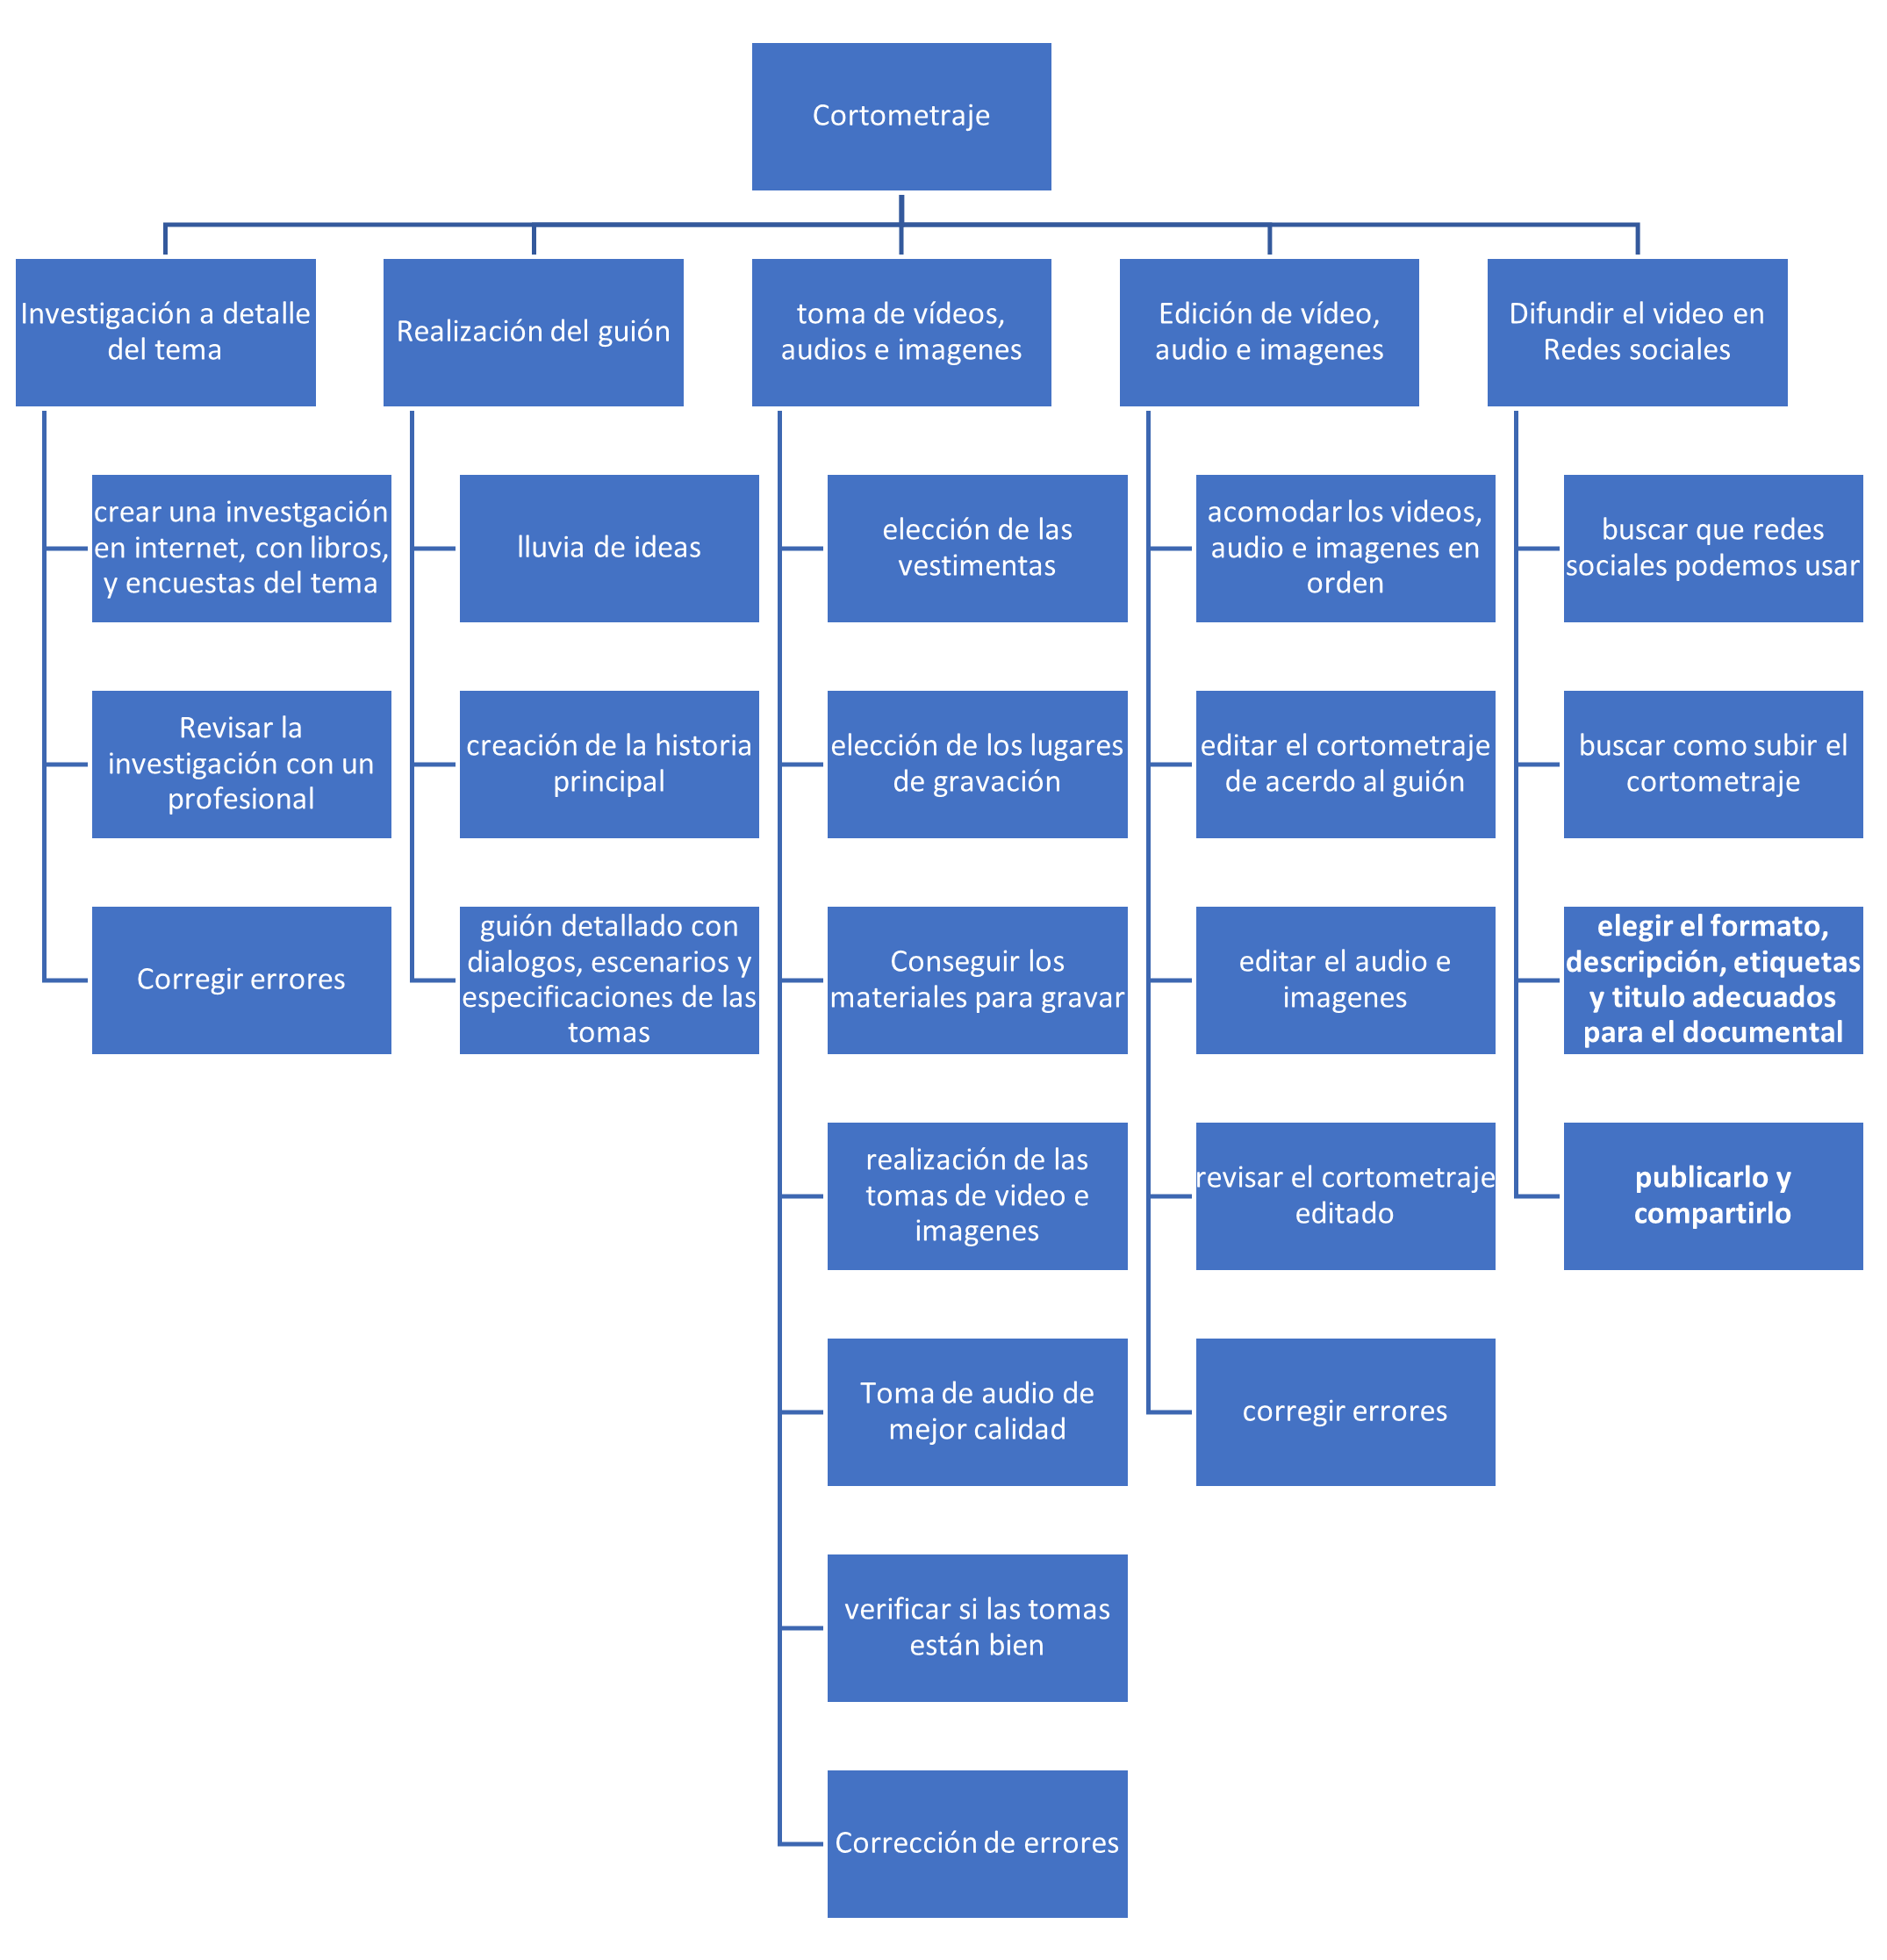 Cortometraje
Investigación a detalle
del tema
crear una investgación
en internet, con libros,
y encuestas del tema
Revisar la
investigación con un
profesional
Corregir errores
Realización del guión
lluvia de ideas
creación de la historia
principal
guión detallado con
dialogos, escenarios y
especificaciones de las
tomas
toma de vídeos,
audios e imagenes
elección de las
vestimentas
elección de los lugares
de gravación
Conseguir los
materiales para gravar
realización de las
tomas de video e
imagenes
Toma de audio de
mejor calidad
verificar si las tomas
están bien
Corrección de errores
Edición de vídeo,
audio e imagenes
acomodar los videos,
audio e imagenes en
orden
editar el cortometraje
de acerdo al guión
editar el audio e
imagenes
revisar el cortometraje
editado
corregir errores
Difundir el video en
Redes sociales
buscar que redes
sociales podemos usar
buscar como subir el
cortometraje
elegir el formato,
descripción, etiquetas
y titulo adecuados
para el documental
publicarlo y
compartirlo